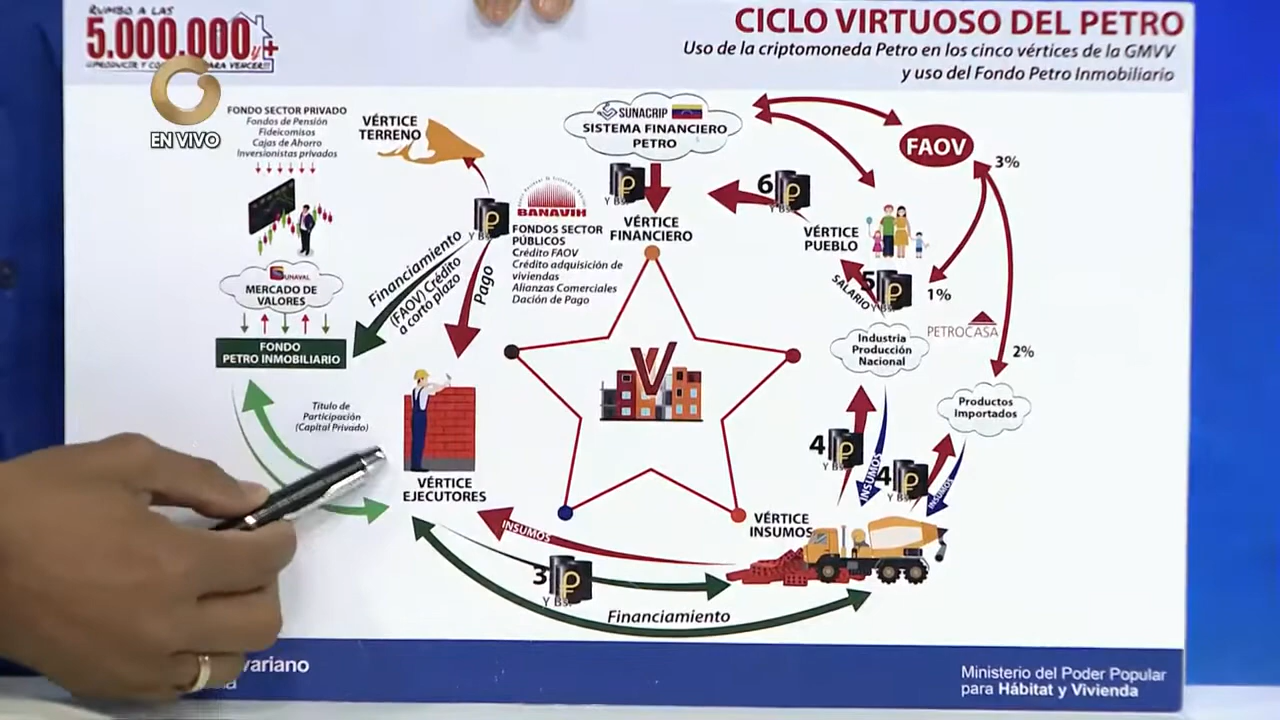 RUMBO A LAS
5.000.000 y +
EN VIVO
CICLO VIRTUOSO DEL PETRO
Uso de la criptomoneda Petro en los cinco vértices de la GMVV
y uso del Fondo Petro Inmobiliario
FONDO SECTOR PRIVADO
Fondos de Pensión
Fideicomisos
Cajas de Ahorro
Inversionistas privados
VÉRTICE
TERRENO
SUNACRIP
SISTEMA FINANCIERO
PETRO
FAOV
3%
Y Bs.
VÉRTICE
FINANCIERO
6
Y Bs.
VÉRTICE
PUEBLO
Y Bs.
BANAVIH
FONDOS SECTOR
PÚBLICOS
Crédito FAOV
Crédito adquisición de
viviendas
Alianzas Comerciales
Dación de Pago
SUNAVAL
MERCADO DE
VALORES
Financiamiento
(FAOV) Crédito
a corto plazo
Pago
FONDO
PETRO INMOBILIARIO
SALARIO
5
Y Bs.
1%
PETROCASA
2%
Industria
Producción
Nacional
Productos
Importados
Título de
Participación
(Capital Privado)
VÉRTICE
EJECUTORES
4
Y Bs.
INSUMOS
4
Y Bs.
INSUMOS
VÉRTICE
INSUMOS
INSUMOS
3
Y Bs.
Financiamiento
variano
Ministerio del Poder Popular
para Hábitat y Vivienda